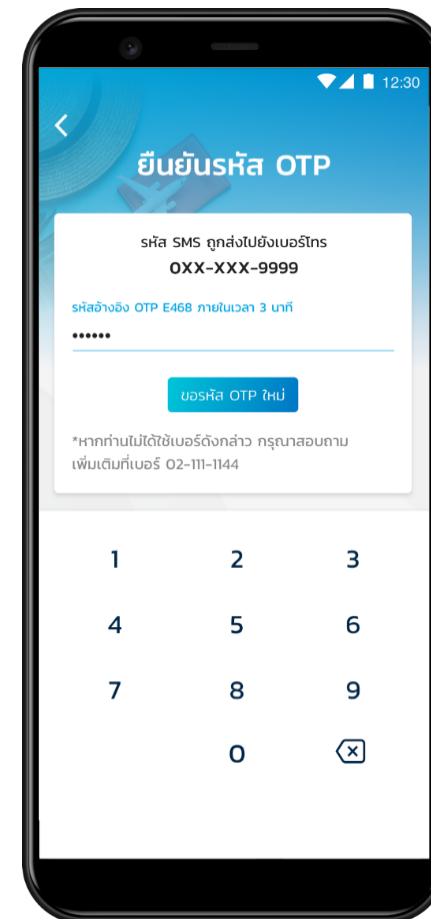 12:30
ยืนยันรหัส OTP
รหัส SMS ถูกส่งไปยังเบอร์โทร
0XX-XXX-9999
รหัสอ้างอิง OTP E468 ภายในเวลา 3 นาที
••••••
ขอรหัส OTP ใหม่
*หากท่านไม่ได้ใช้เบอร์ดังกล่าว กรุณาสอบถาม
เพิ่มเติมที่เบอร์ 02-111-1144
1 2 3
4 5 6
7 8 9
0